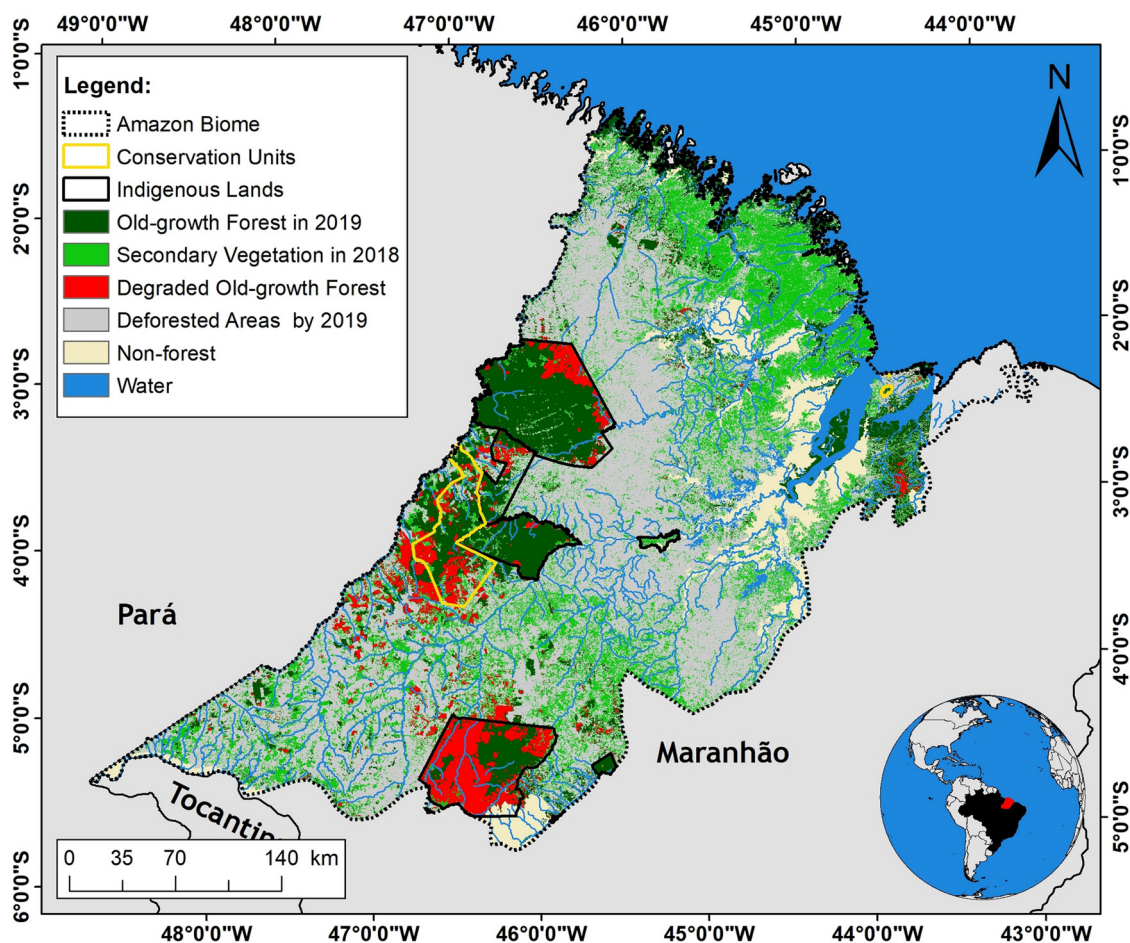 49°0'0"W 48°0'0"W 47°0'0"W 46°0'0"W 45°0'0"W 44°0'0"W
1°0'0"S
2°0'0"S
3°0'0"S
4°0'0"S
5°0'0"S
6°0'0"S
Legend:
Amazon Biome
Conservation Units
Indigenous Lands
Old-growth Forest in 2019
Secondary Vegetation in 2018
Degraded Old-growth Forest
Deforested Areas by 2019
Non-forest
Water
N
Pará
Maranhão
Tocantin
0 35 70 140 km
1°0'0"S
2°0'0"S
3°0'0"S
4°0'0"S
5°0'0"S
48°0'0"W 47°0'0"W 46°0'0"W 45°0'0"W 44°0'0"W 43°0'0"W